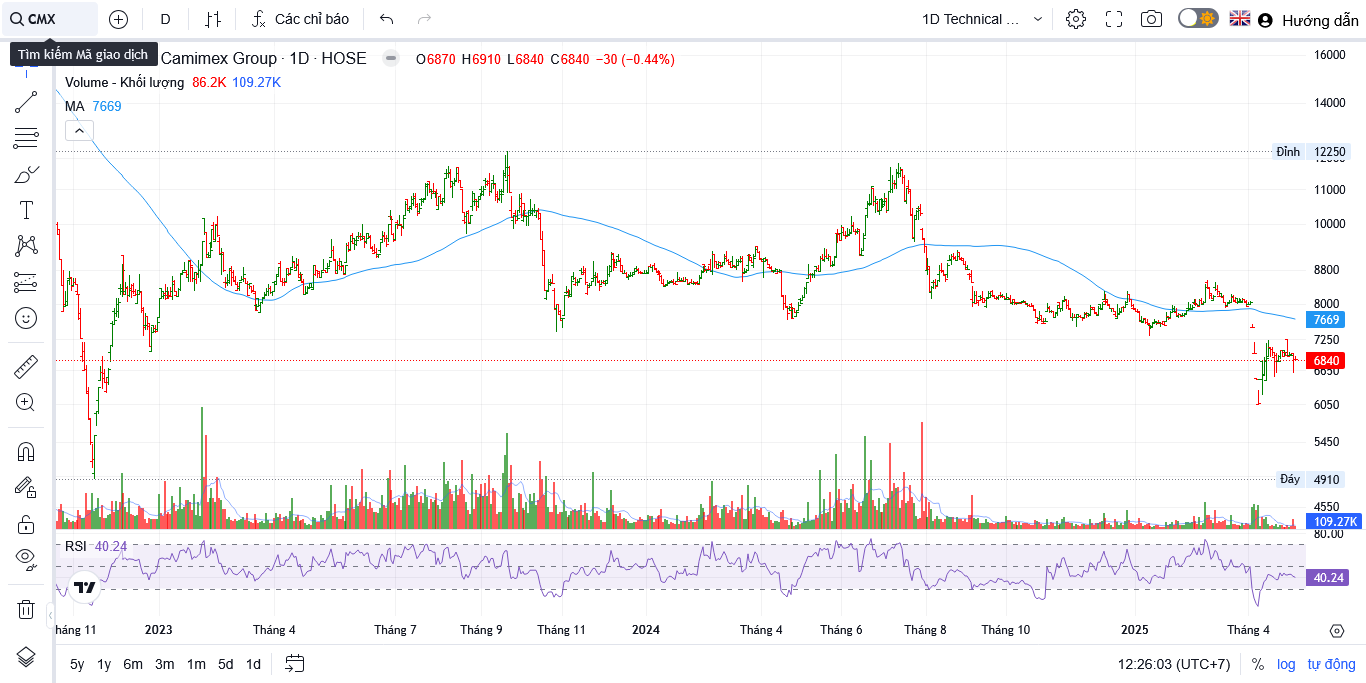 CMX
D
Các chỉ báo
1D Technical ...
Hướng dẫn
Tìm kiếm Mã giao dịch
Camimex Group · 1D · HOSE
O6870 H6910 L6840 C6840 −30 (−0.44%)
Volume - Khối lượng 86.2K 109.27K
MA 7669
16000
14000
Đỉnh 12250
11000
10000
8800
8000
7669
7250
6840
6650
6050
5450
Đáy 4910
4550
109.27K
80.00
RSI 40.24
40.24
háng 11 2023 Tháng 4 Tháng 7 Tháng 9 Tháng 11 2024 Tháng 4 Tháng 6 Tháng 8 Tháng 10 2025 Tháng 4
5y 1y 6m 3m 1m 5d 1d
12:26:03 (UTC+7) % log tự động